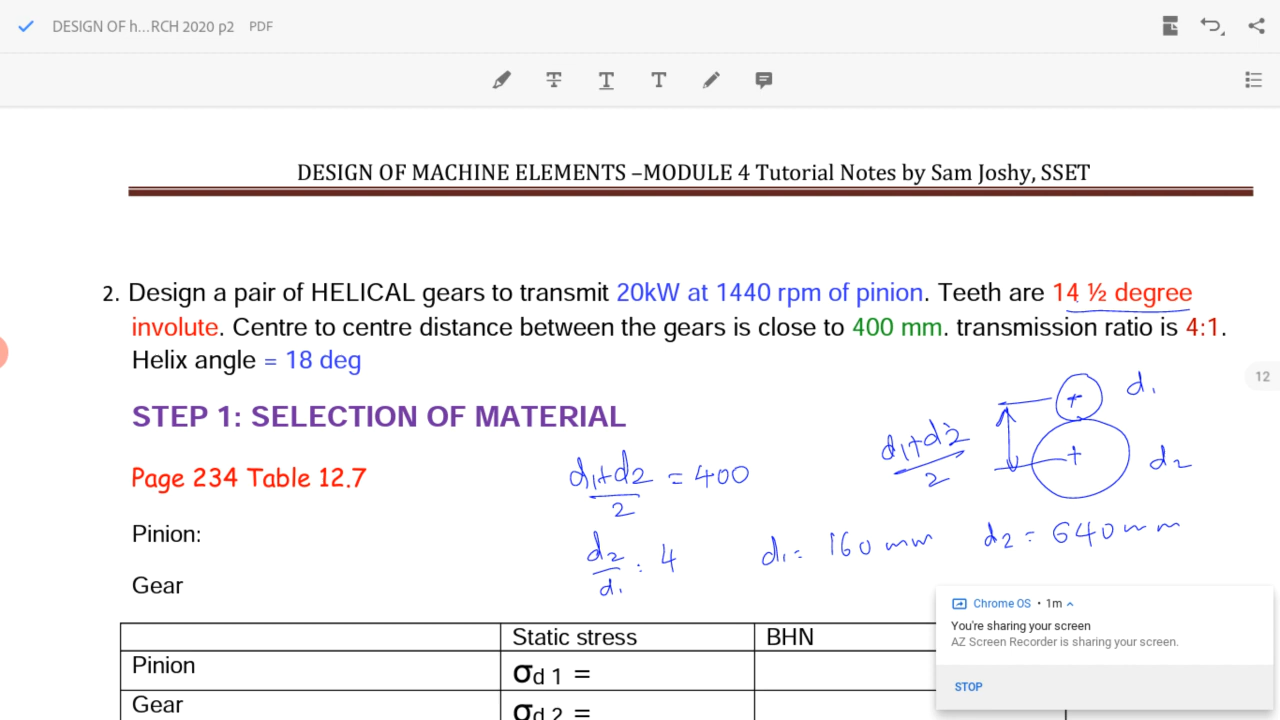 DESIGN OF h...RCH 2020 p2 PDF
DESIGN OF MACHINE ELEMENTS –MODULE 4 Tutorial Notes by Sam Joshy, SSET
2. Design a pair of HELICAL gears to transmit 20kW at 1440 rpm of pinion. Teeth are 14 ½ degree
involute. Centre to centre distance between the gears is close to 400 mm. transmission ratio is 4:1.
Helix angle = 18 deg
12
STEP 1: SELECTION OF MATERIAL
d1
d1+d2
2
d2
Page 234 Table 12.7
d1+d2 = 400
2
Pinion:
d2 : 4
d1
d1= 160 mm d2= 640 mm
Gear
Static stress BHN
Pinion σd 1 =
Gear σd 2 =
Chrome OS • 1m
You're sharing your screen
AZ Screen Recorder is sharing your screen.
STOP